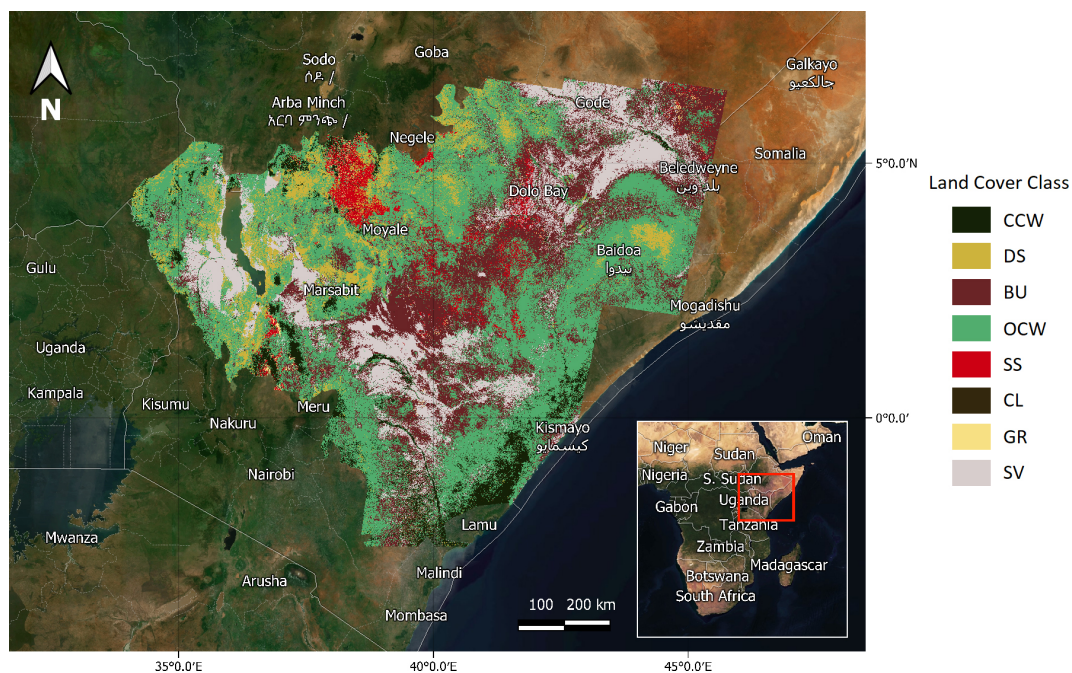 Goba
Sodo
ሶዶ /
Galkayo
جالكعيو
Arba Minch
አርባ ምንጭ /
Gode
Negele
Somalia
5°0.0′N
Beledweyne
بلد وين
Land Cover Class
Dolo Bay
CCW
Moyale
DS
Baidoa
بيدوا
Gulu
BU
Marsabit
Mogadishu
مقديسو
OCW
Uganda
SS
Kampala
Kisumu
Meru
CL
Nakuru
0°0.0′
Kismayo
كيسمايو
GR
Nairobi
SV
Niger
Oman
Sudan
Nigeria
S. Sudan
Uganda
Gabon
Lamu
Tanzania
Mwanza
Zambia
Madagascar
Malindi
Arusha
Botswana
South Africa
100 200 km
Mombasa
N
35°0.0′E
40°0.0′E
45°0.0′E